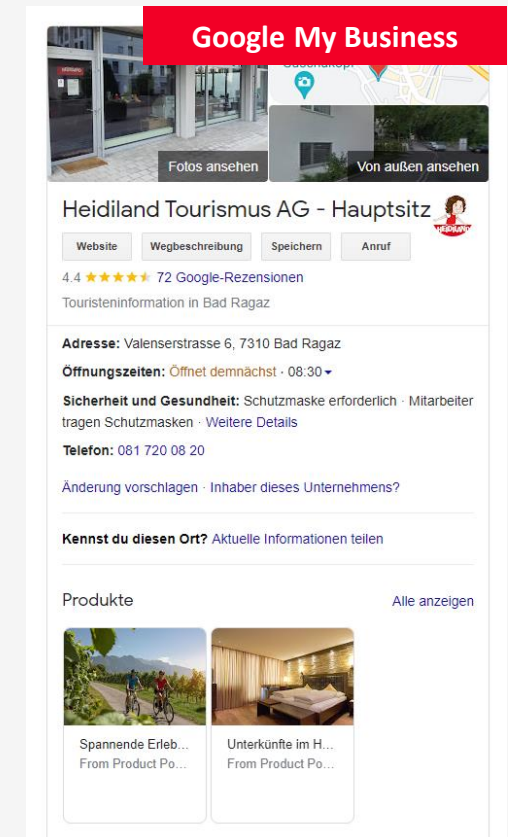 Google My Business
Fotos ansehen
Von außen ansehen
Heidiland Tourismus AG - Hauptsitz
HEIDILAND
Website Wegbeschreibung Speichern Anruf
4.4 72 Google-Rezensionen
Touristeninformation in Bad Ragaz
Adresse: Valenserstrasse 6, 7310 Bad Ragaz
Öffnungszeiten: Öffnet demnächst · 08:30
Sicherheit und Gesundheit: Schutzmaske erforderlich · Mitarbeiter
tragen Schutzmasken · Weitere Details
Telefon: 081 720 08 20
Änderung vorschlagen · Inhaber dieses Unternehmens?
Kennst du diesen Ort? Aktuelle Informationen teilen
Produkte Alle anzeigen
Spannende Erleb... Unterkünfte im H...
From Product Po... From Product Po...